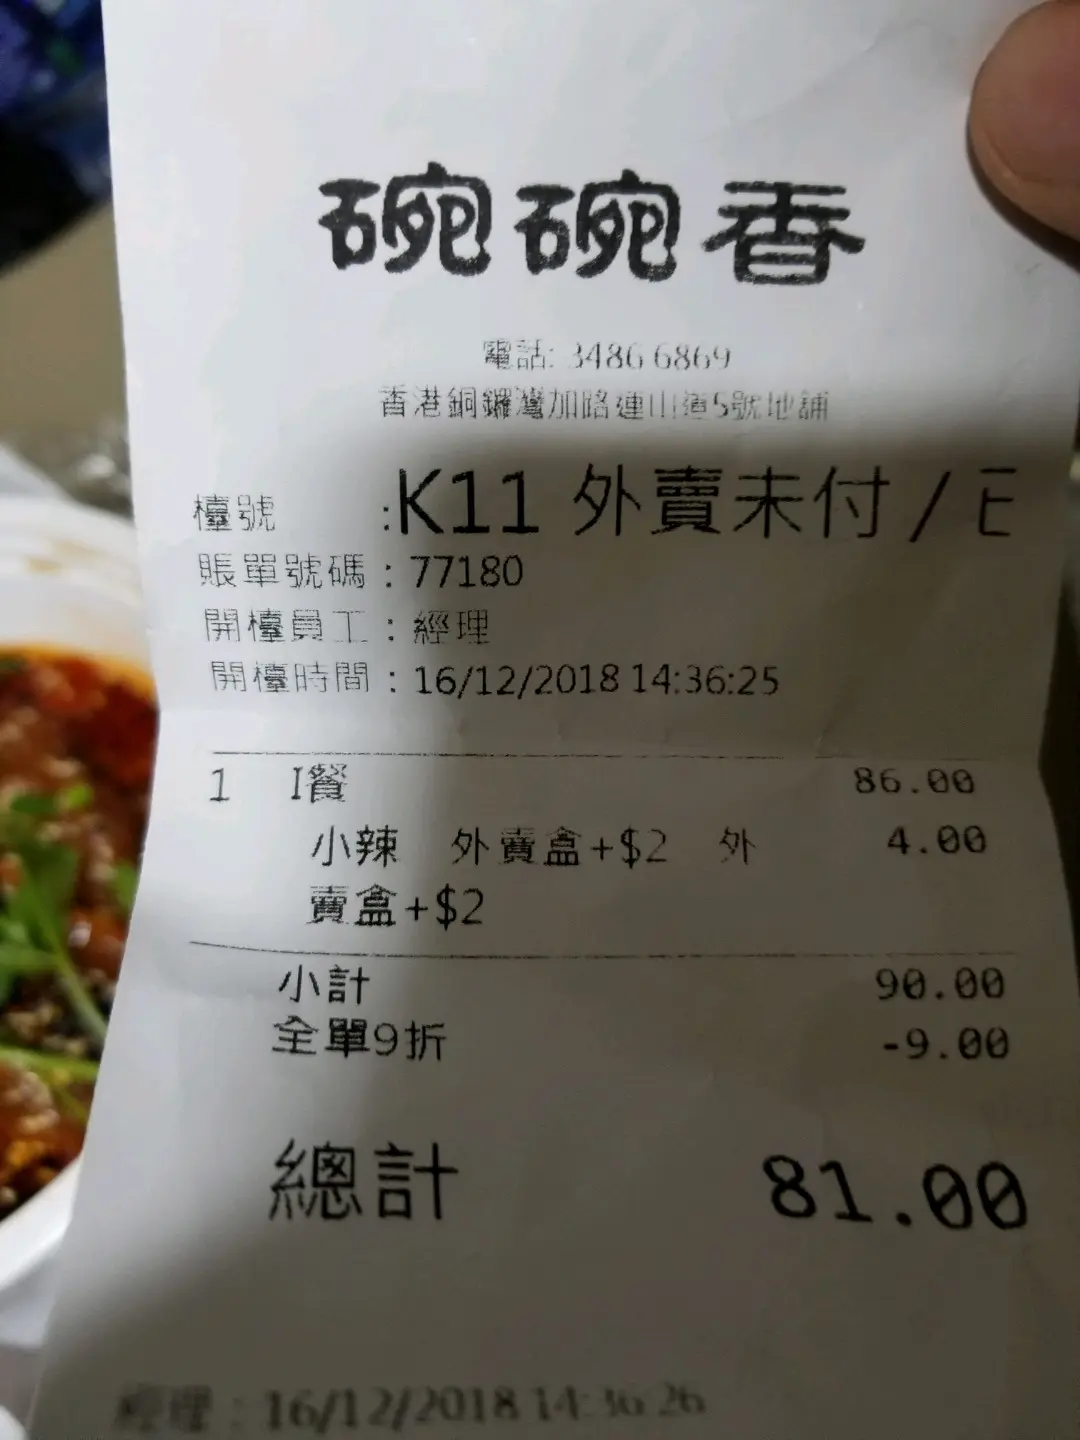 碗碗香
電話: 3486 6869
香港銅鑼灣加路連山道5號地舖
檯號 :K11 外賣未付 /
賬單號碼 : 77180
開檯員工 : 經理
開檯時間 : 16/12/2018 14:36:25
1 I餐 86.00
小辣 外賣盒+$2 外 4.00
賣盒+$2
小計 90.00
全單9折 -9.00
總計 81.00
經理 : 16/12/2018 14:36:26